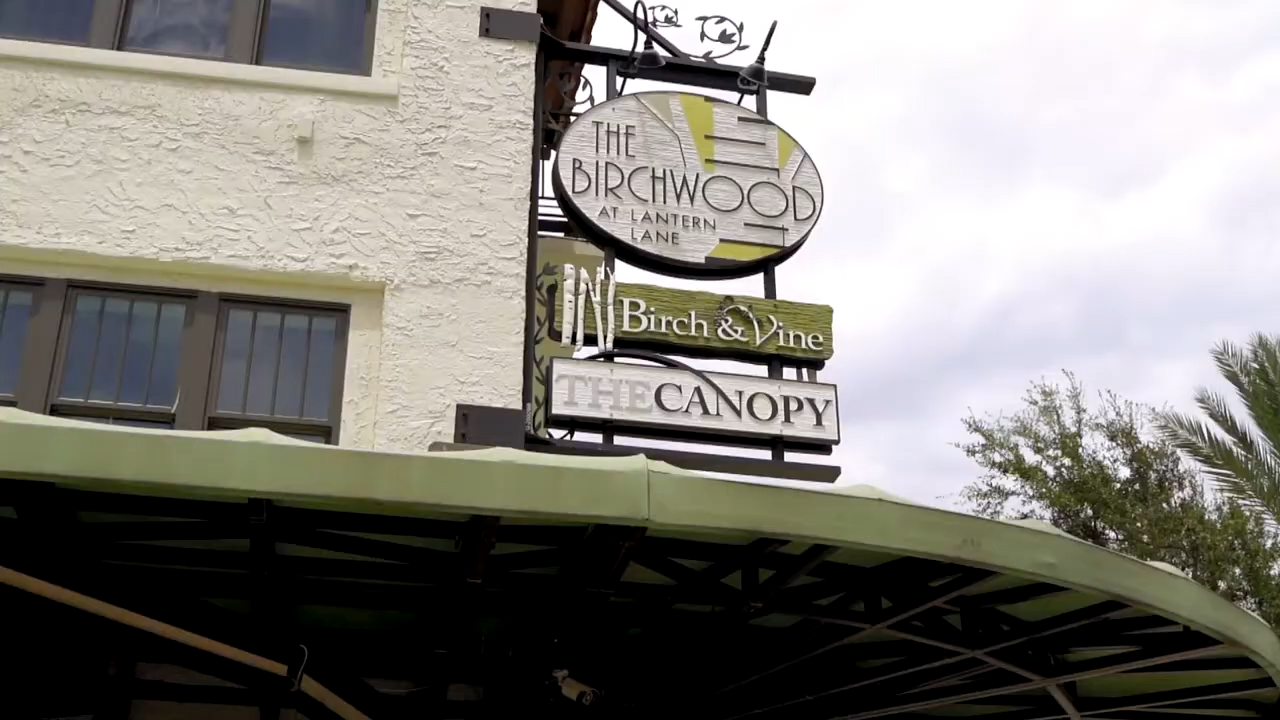 THE
BIRCHWOOD
AT LANTERN
LANE
Birch & Vine
THE CANOPY